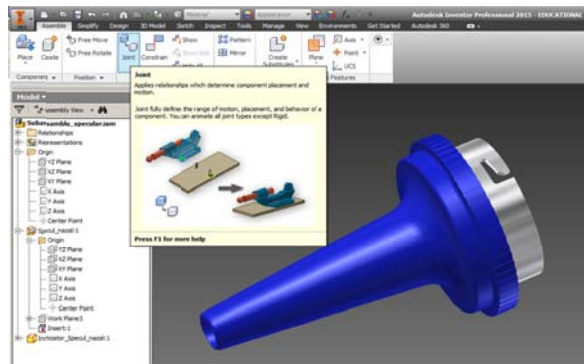 Autodesk Inventor Professional 2015 - EDUCATIONAL
Assemble Simplify Design 3D Model Sketch Inspect Tools Manage View Environments Get Started Autodesk 360
Free Move
Show
Pattern
Axis
Free Rotate
Mirror
Point
Place Create
Joint Constrain
Create
Plane
UCS
Component
Position
Features
Joint
Applies relationships which determine component placement and
motion.
Joint fully defines the range of motion, placement, and behavior of a
component. You can animate all joint types except Rigid.
Press F1 for more help
Model
Assembly View
Relationships
Representations
Origin
YZ Plane
XZ Plane
XY Plane
X Axis
Y Axis
Z Axis
Center Point
Origin
YZ Plane
XZ Plane
XY Plane
X Axis
Y Axis
Z Axis
Center Point
Work Plane3
Insert:1